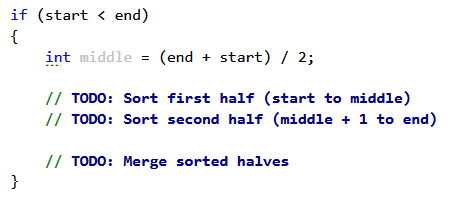 if (start < end)
{
int middle = (end + start) / 2;
// TODO: Sort first half (start to middle)
// TODO: Sort second half (middle + 1 to end)
// TODO: Merge sorted halves
}